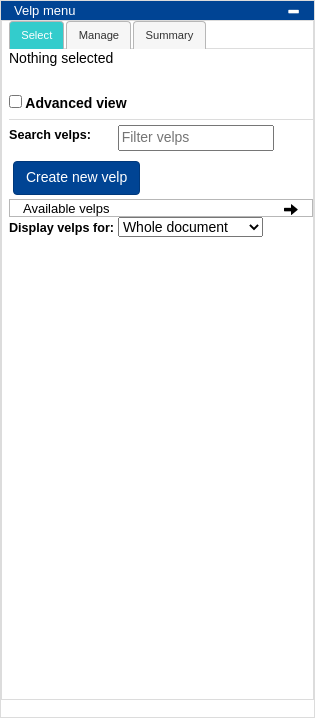 Velp menu
Select Manage Summary
Nothing selected
Advanced view
Search velps: Filter velps
Create new velp
Available velps
Display velps for: Whole document